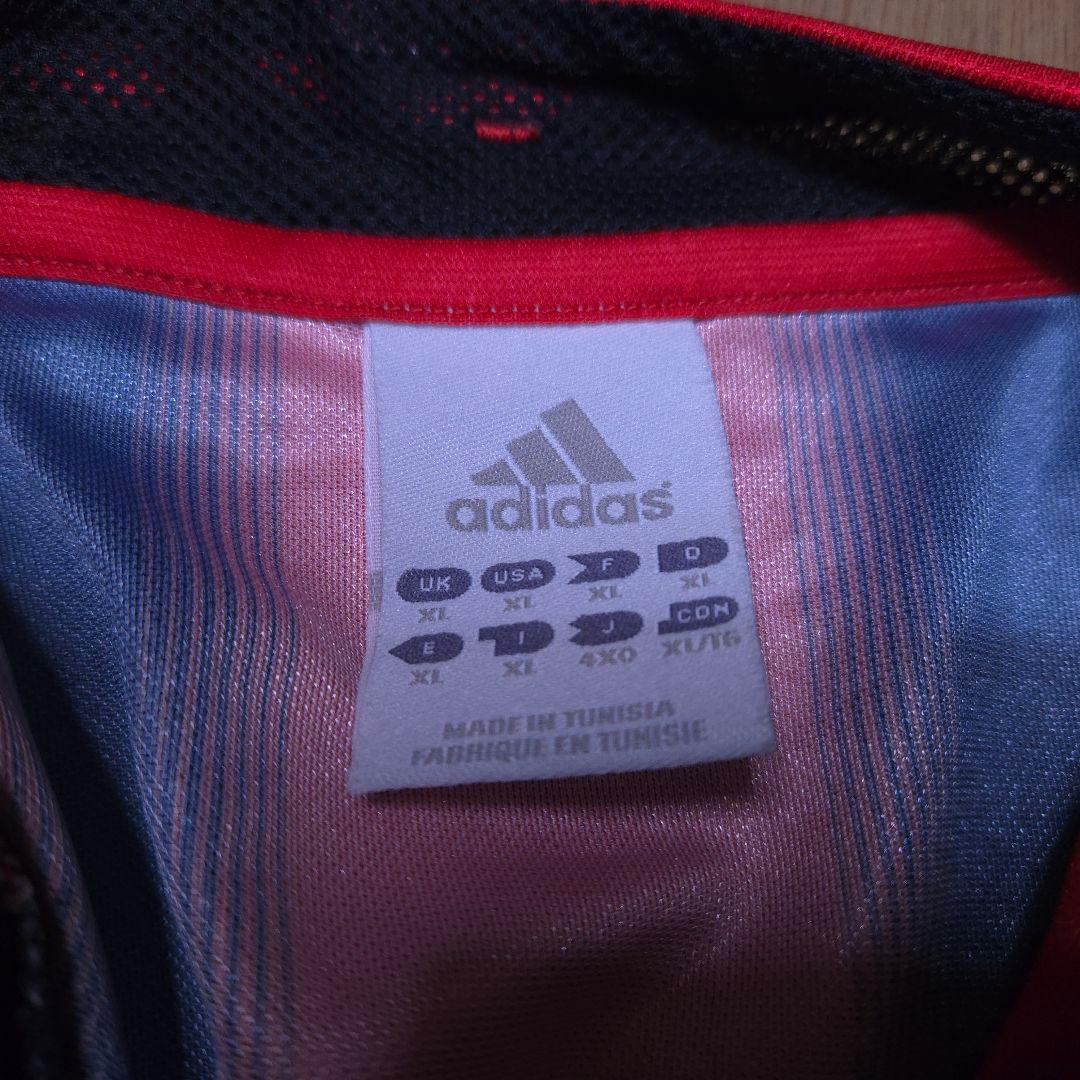 adidas
UK USA F D
XL XL XL XL
E I J CDN
XL XL 4XO XL/TG
MADE IN TUNISIA
FABRIQUE EN TUNISIE